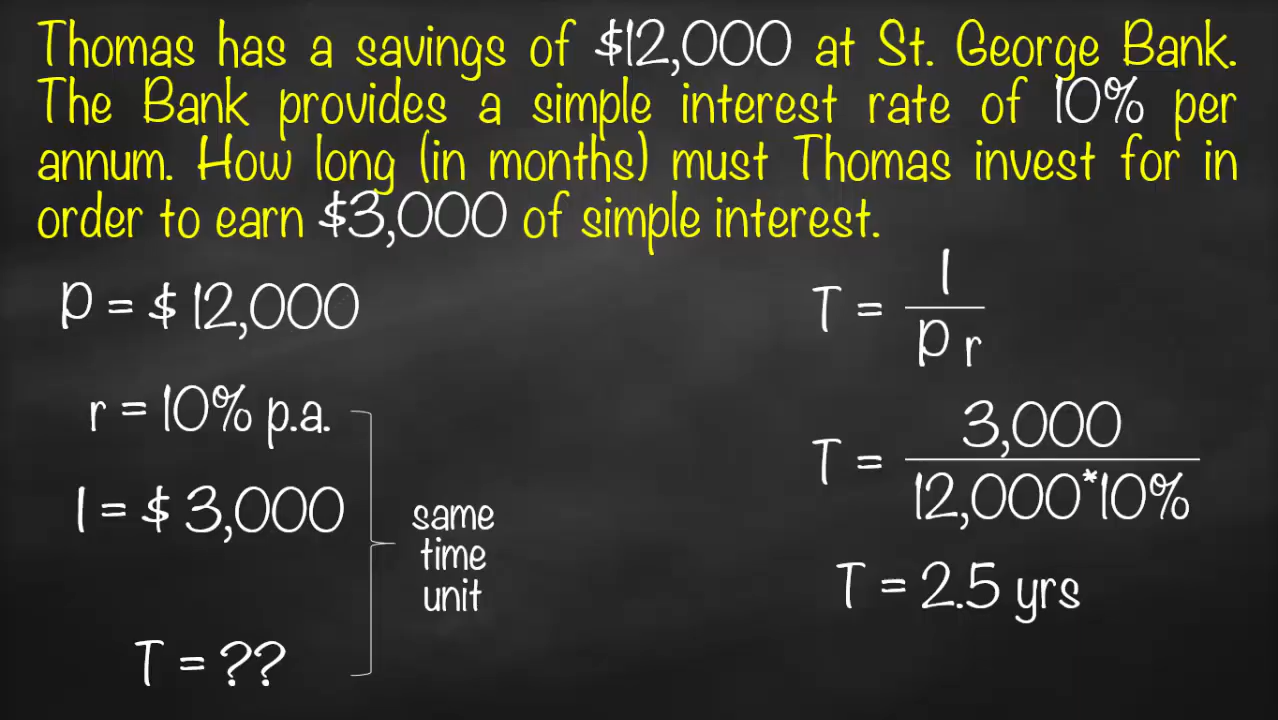 Thomas has a savings of $12,000 at St. George Bank.
The Bank provides a simple interest rate of 10% per
annum. How long (in months) must Thomas invest for in
order to earn $3,000 of simple interest.
P = $ 12,000
r = 10% p.a.
I = $ 3,000
T = ??
same
time
unit
T = I
P r
T = 3,000
12,000*10%
T = 2.5 yrs